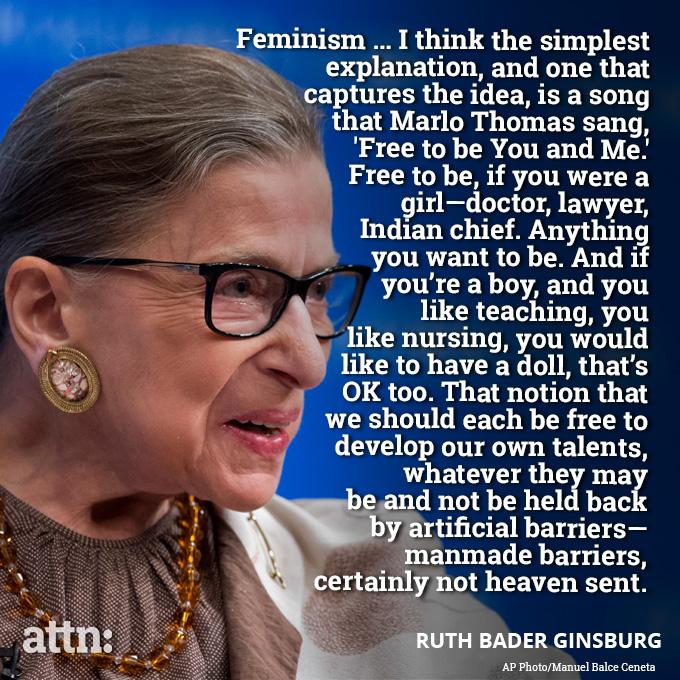 Feminism ... I think the simplest
explanation, and one that
captures the idea, is a song
that Marlo Thomas sang,
'Free to be You and Me.'
Free to be, if you were a
girl—doctor, lawyer,
Indian chief. Anything
you want to be. And if
you're a boy, and you
like teaching, you
like nursing, you would
like to have a doll, that's
OK too. That notion that
we should each be free to
develop our own talents,
whatever they may
be and not be held back
by artificial barriers—
manmade barriers,
certainly not heaven sent.
attn:
RUTH BADER GINSBURG
AP Photo/Manuel Balce Ceneta